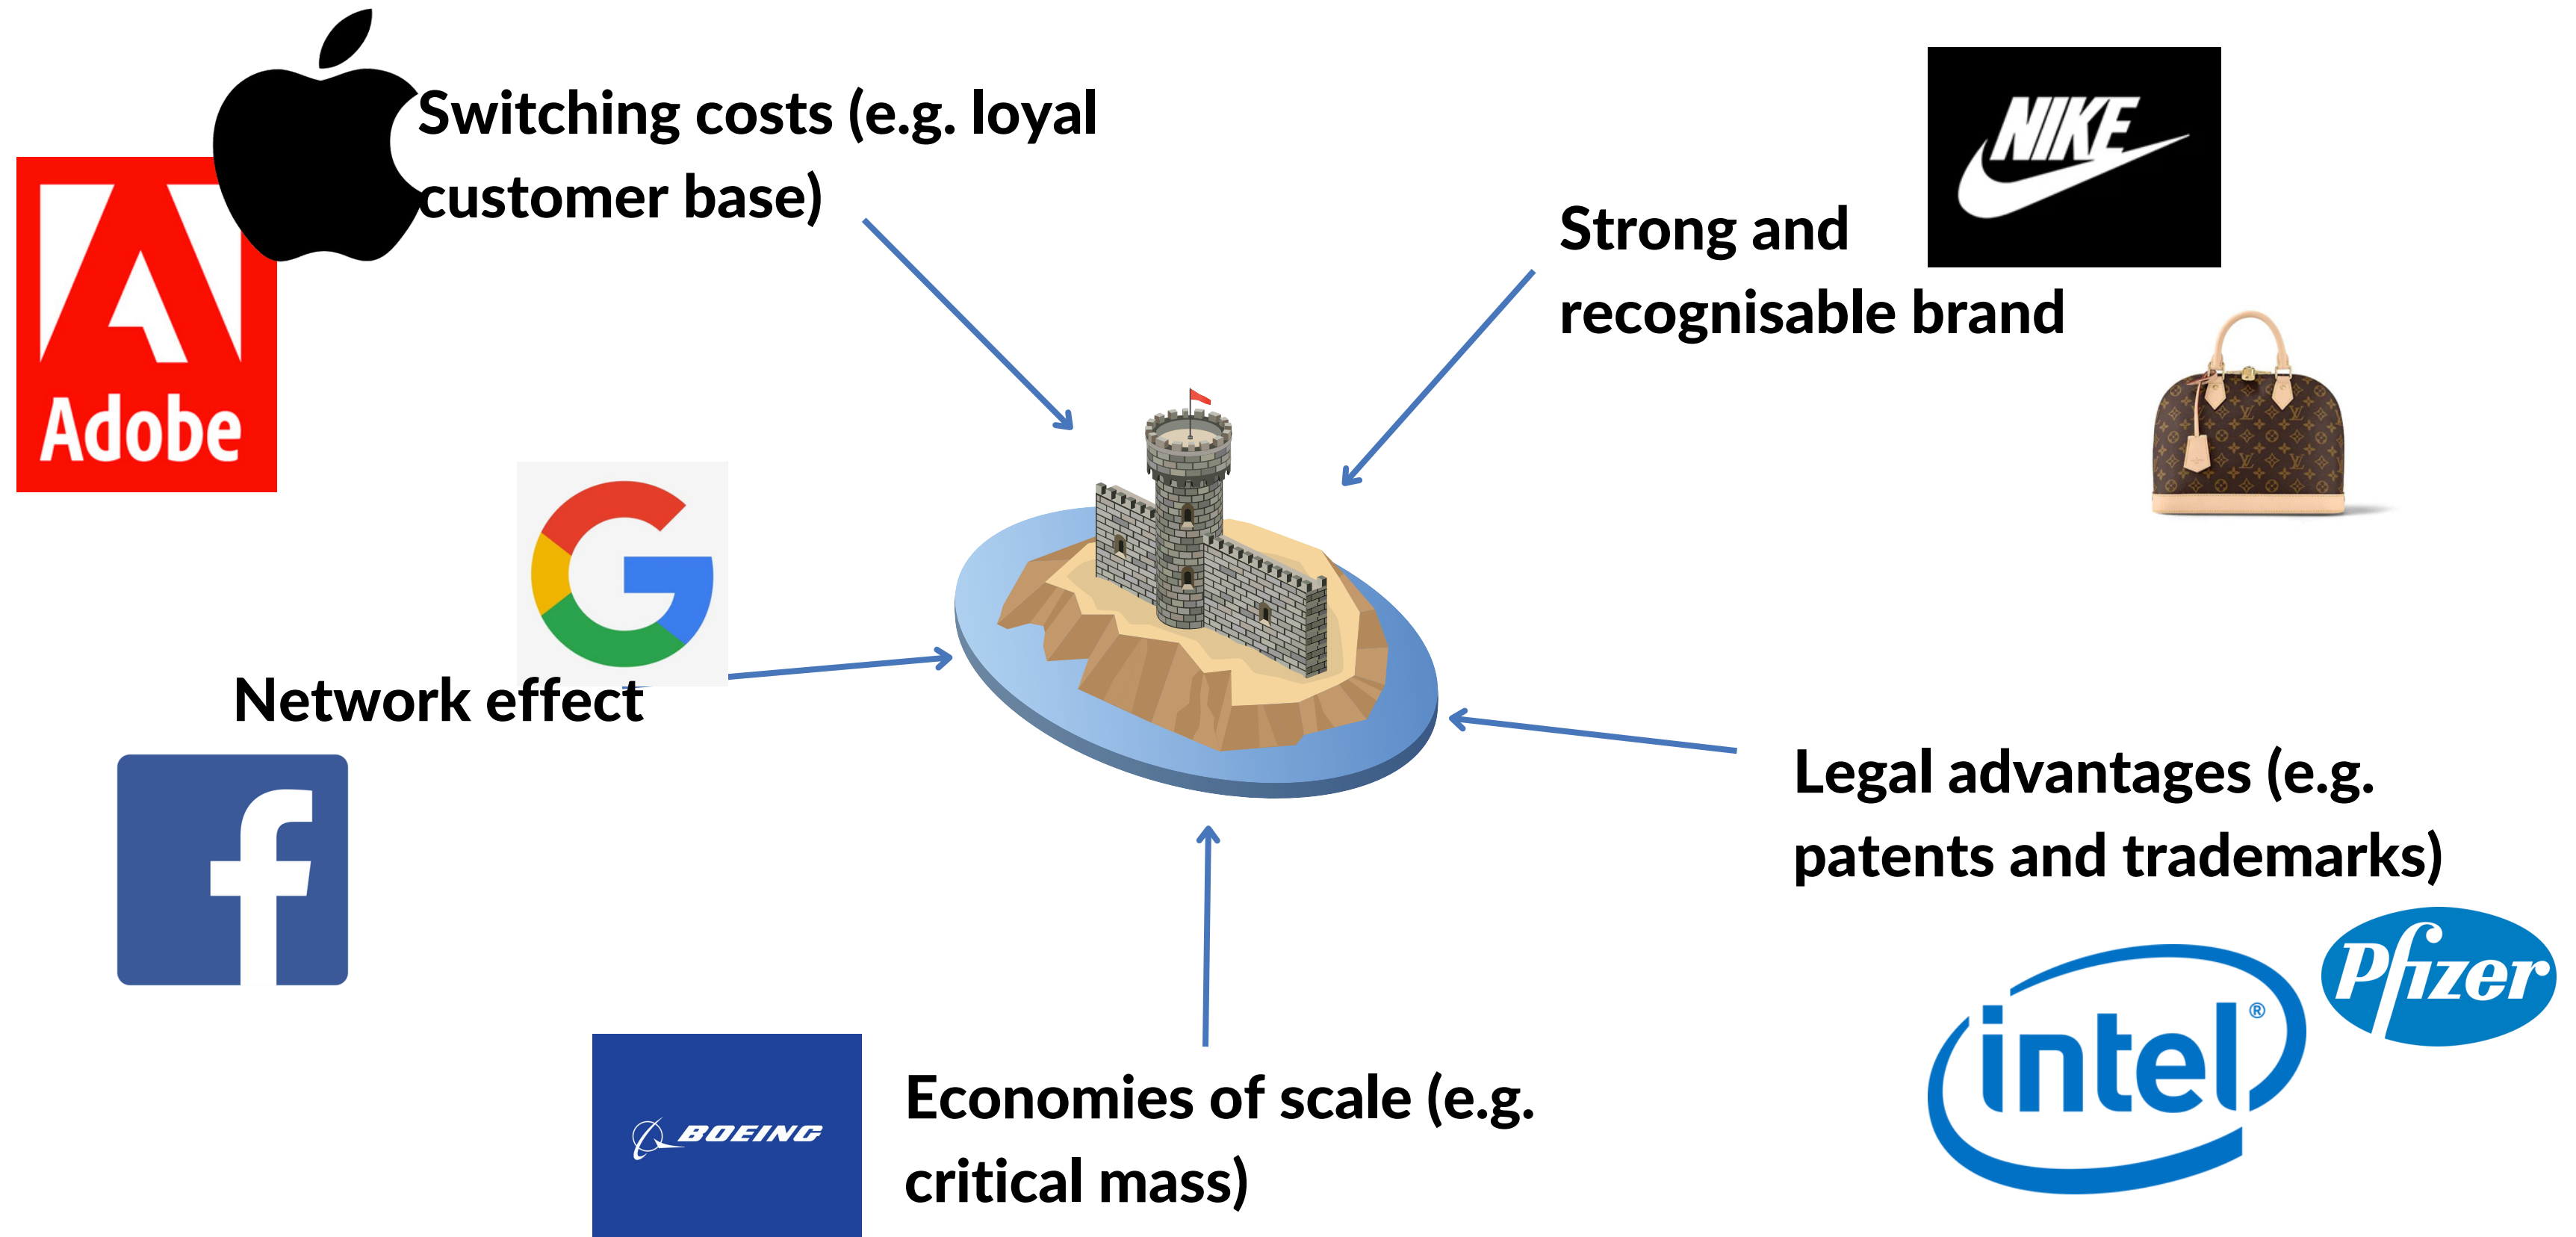 Switching costs (e.g. loyal
customer base)
Adobe
NIKE
Strong and
recognisable brand
Network effect
Legal advantages (e.g.
patents and trademarks)
Pfizer
intel®
BOEING
Economies of scale (e.g.
critical mass)